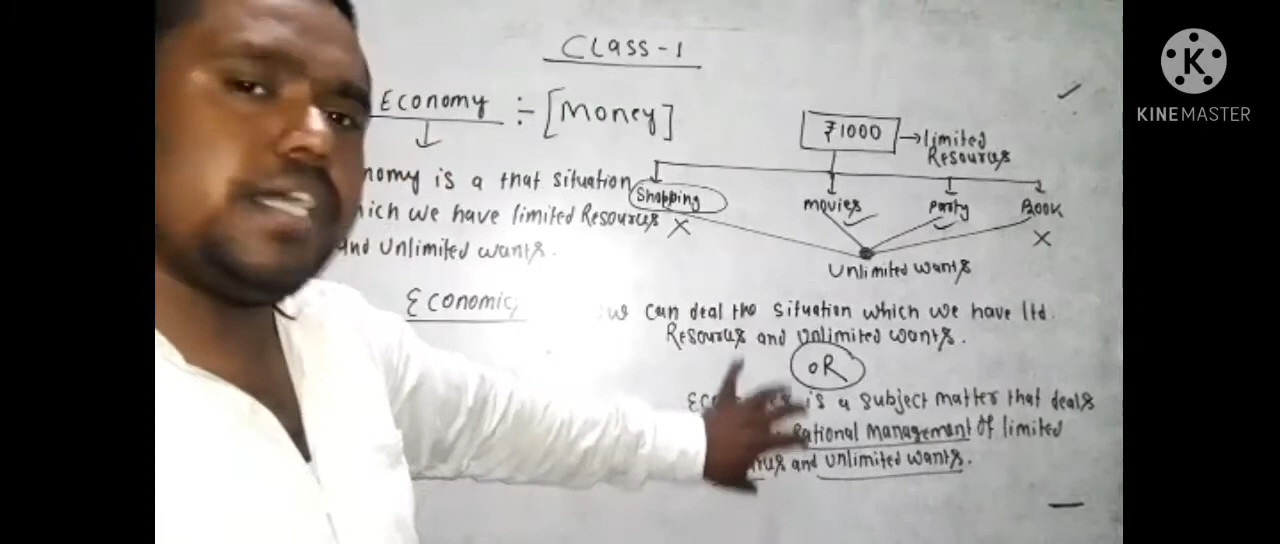 CLASS-1
Economy ÷ [Money]
₹1000 → limited
Resources
nomy is a that situation
hich we have limited Resources
and unlimited wants.
Shopping movies Party Book
X X
unlimited wants
Economic
we can deal the situation which we have ltd.
Resources and unlimited wants.
OR
is a subject matter that deals
Rational management of limited
and unlimited wants.
K
KINEMASTER